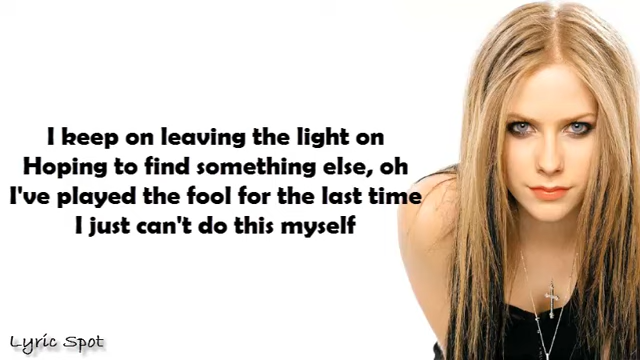 I keep on leaving the light on
Hoping to find something else, oh
I've played the fool for the last time
I just can't do this myself
Lyric Spot